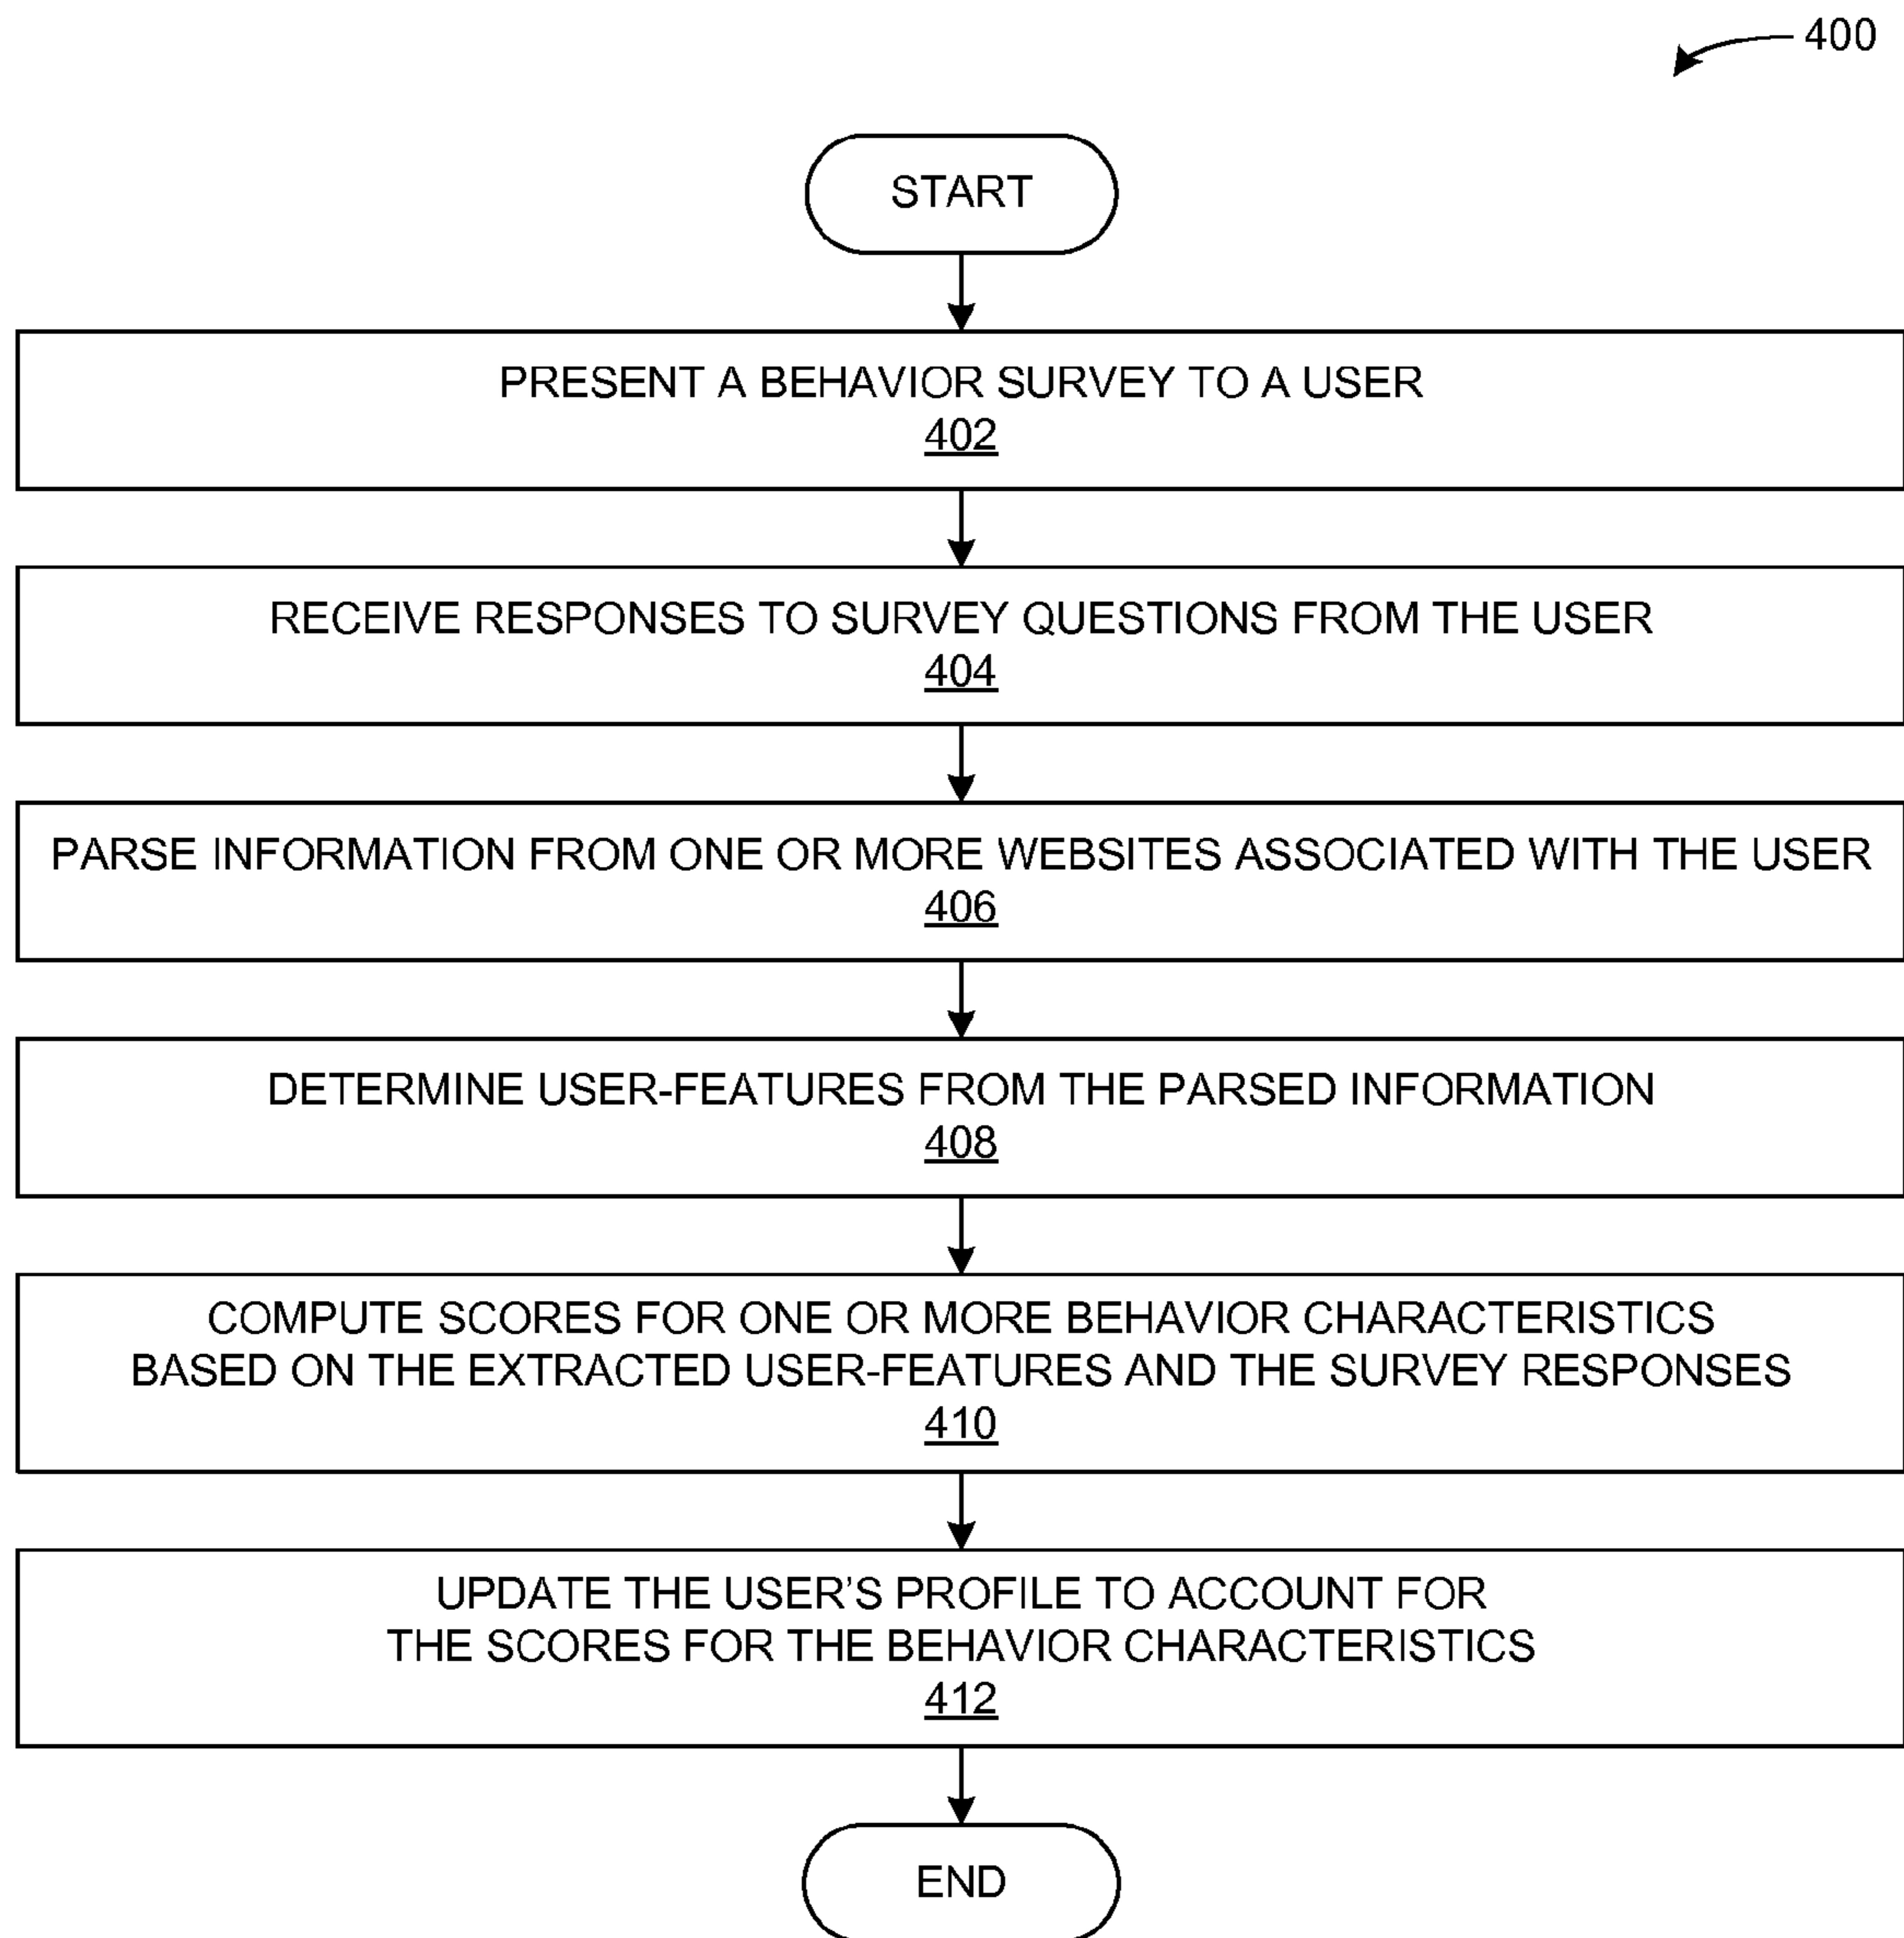 400
START
PRESENT A BEHAVIOR SURVEY TO A USER
402
RECEIVE RESPONSES TO SURVEY QUESTIONS FROM THE USER
404
PARSE INFORMATION FROM ONE OR MORE WEBSITES ASSOCIATED WITH THE USER
406
DETERMINE USER-FEATURES FROM THE PARSED INFORMATION
408
COMPUTE SCORES FOR ONE OR MORE BEHAVIOR CHARACTERISTICS
BASED ON THE EXTRACTED USER-FEATURES AND THE SURVEY RESPONSES
410
UPDATE THE USER'S PROFILE TO ACCOUNT FOR
THE SCORES FOR THE BEHAVIOR CHARACTERISTICS
412
END